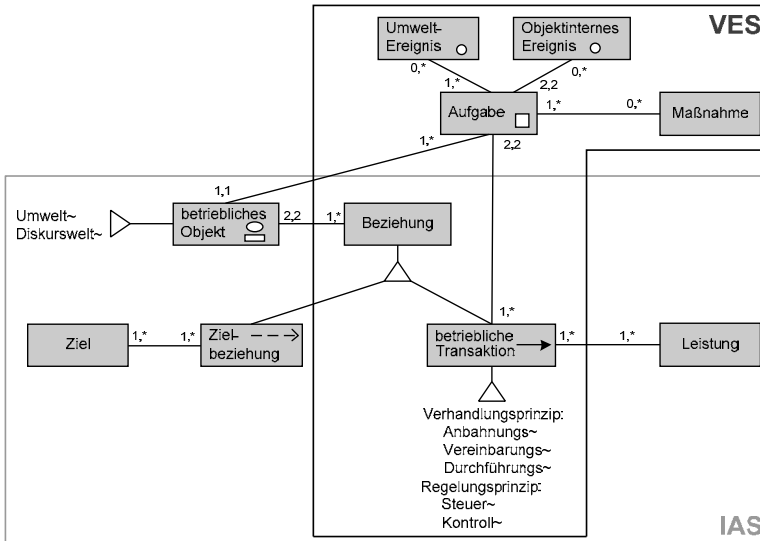 VES
Umwelt-
Ereignis
Objektinternes
Ereignis
0,*
1,*
2,2
0,*
Aufgabe
1,*
0,*
Maßnahme
1,*
2,2
1,1
Umwelt~
Diskurswelt~
betriebliches
Objekt
2,2
1,*
Beziehung
1,*
Ziel
1,*
1,*
Ziel-
beziehung
betriebliche
Transaktion
1,*
1,*
Leistung
Verhandlungsprinzip:
Anbahnungs~
Vereinbarungs~
Durchführungs~
Regelungsprinzip:
Steuer~
Kontroll~
IAS